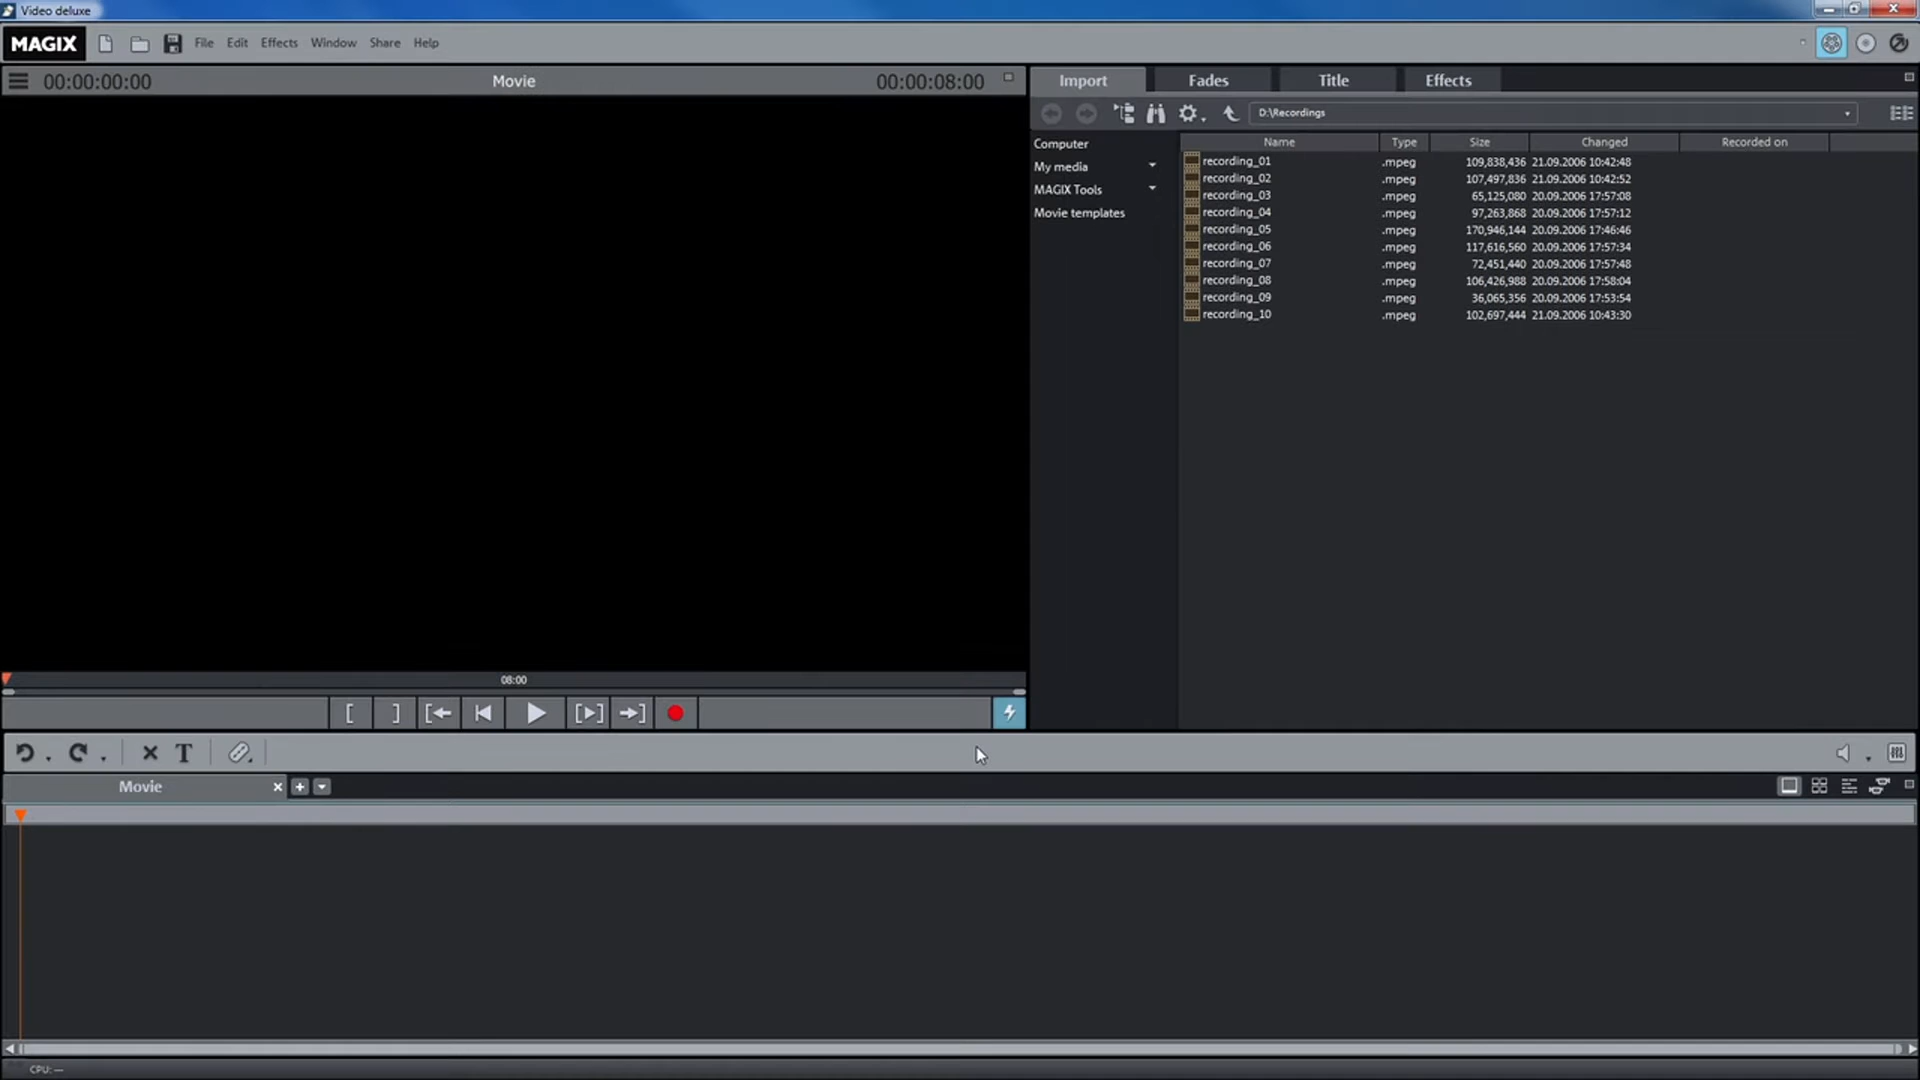 Video deluxe
MAGIX File Edit Effects Window Share Help
00:00:00:00 Movie 00:00:08:00
Import Fades Title Effects
D:\Recordings
Computer
My media
MAGIX Tools
Movie templates
Name Type Size Changed Recorded on
recording_01 .mpeg 109,838,436 21.09.2006 10:42:48
recording_02 .mpeg 107,497,836 21.09.2006 10:42:52
recording_03 .mpeg 65,125,080 20.09.2006 17:57:08
recording_04 .mpeg 97,263,868 20.09.2006 17:57:12
recording_05 .mpeg 170,946,144 20.09.2006 17:46:46
recording_06 .mpeg 117,616,560 20.09.2006 17:57:34
recording_07 .mpeg 72,451,440 20.09.2006 17:57:48
recording_08 .mpeg 106,426,988 20.09.2006 17:58:04
recording_09 .mpeg 36,065,356 20.09.2006 17:53:54
recording_10 .mpeg 102,697,444 21.09.2006 10:43:30
08:00
T
Movie
CPU: —